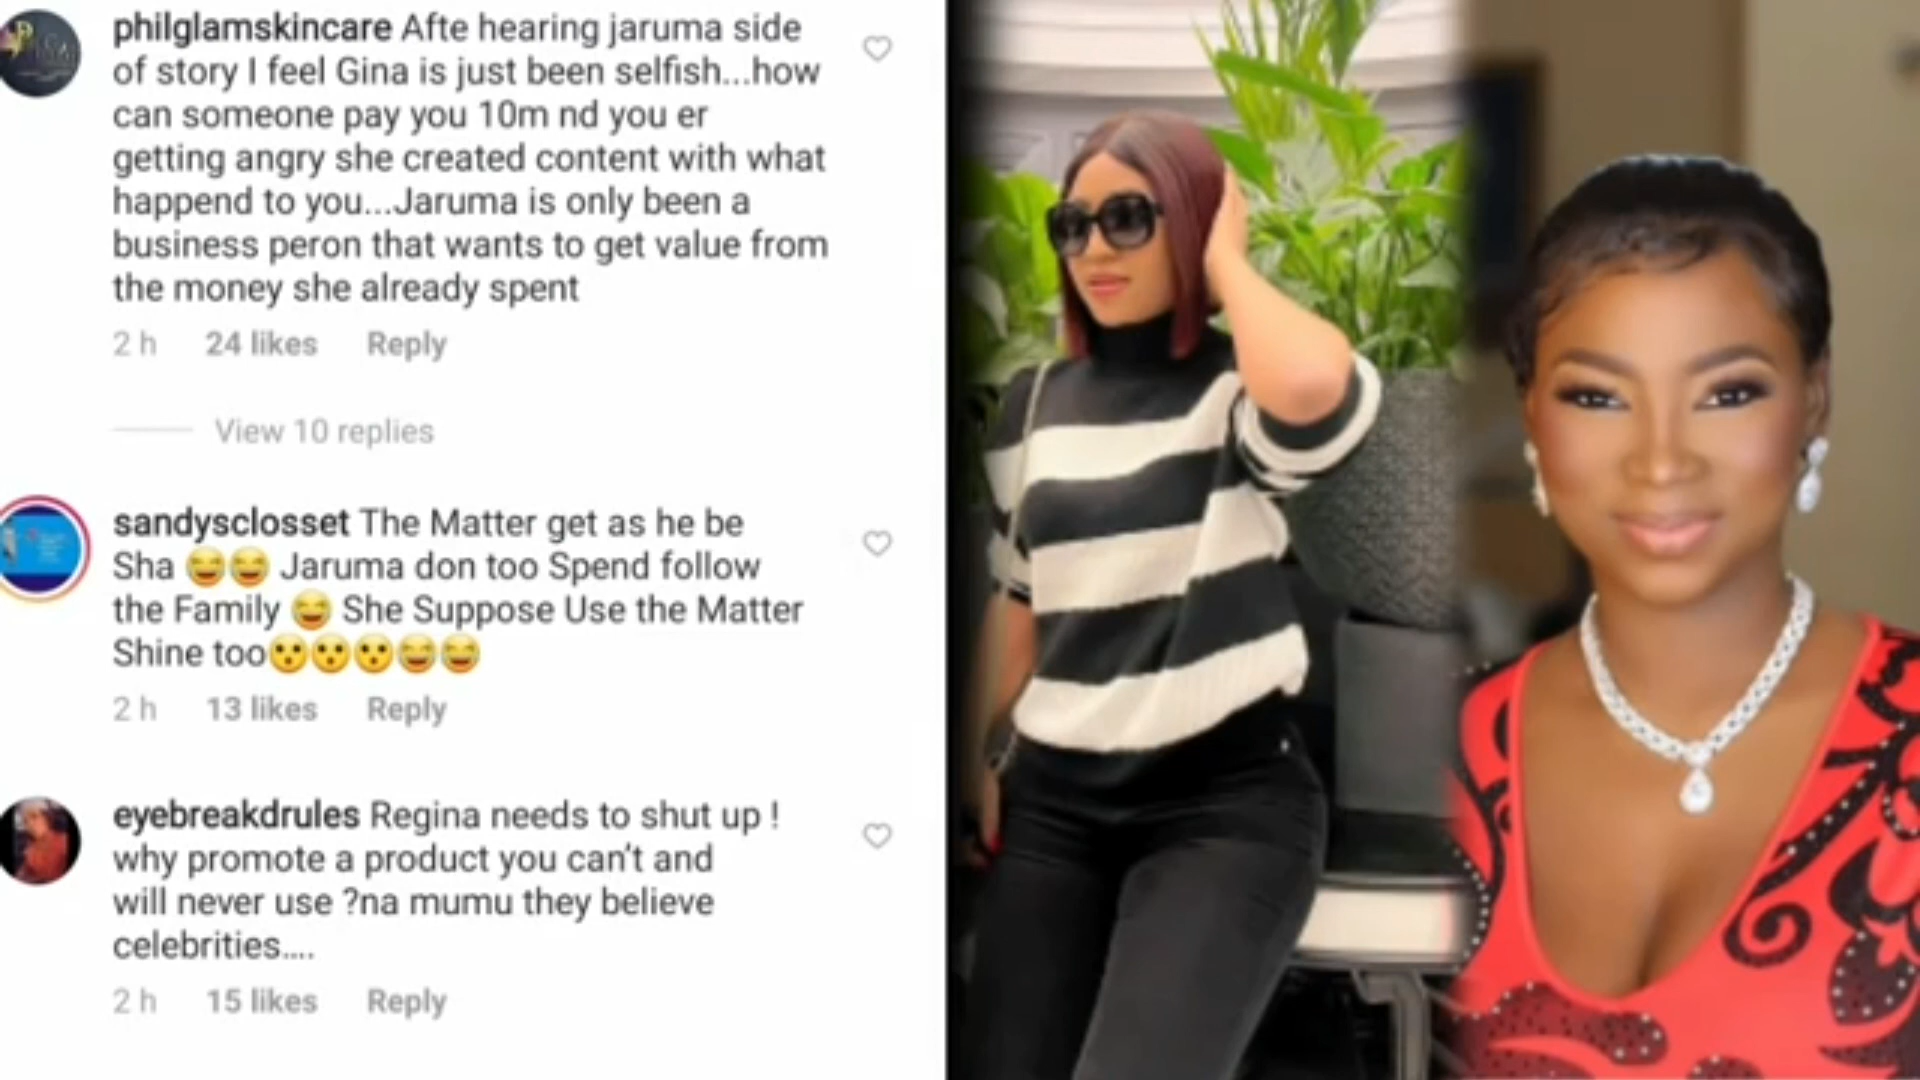 philglamskincare Afte hearing jaruma side
of story I feel Gina is just been selfish...how
can someone pay you 10m nd you er
getting angry she created content with what
happend to you...Jaruma is only been a
business peron that wants to get value from
the money she already spent
2 h 24 likes Reply
View 10 replies
sandysclosset The Matter get as he be
Sha 😂😂 Jaruma don too Spend follow
the Family 😂 She Suppose Use the Matter
Shine too😯😯😯😂😂
2 h 13 likes Reply
eyebreakdrules Regina needs to shut up !
why promote a product you can't and
will never use ?na mumu they believe
celebrities....
2 h 15 likes Reply